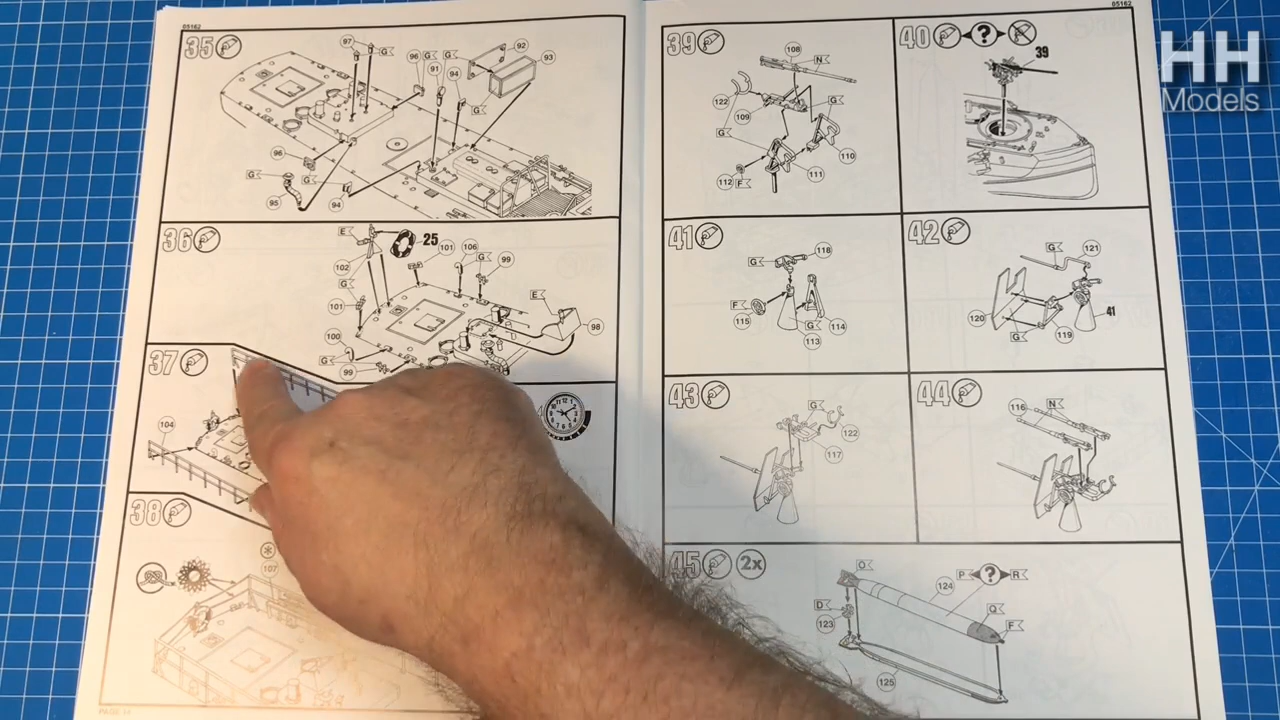 05162
35
97
G
96
G
91
G
94
92
93
G
96
G
95
G
94
36
E
25
101
106
G
99
102
G
101
E
98
100
G
99
37
104
38
*
107
PAGE 11
05162
39
108
N
122
109
G
G
110
112
F
111
40
?
39
41
G
118
F
115
G
114
113
42
G
121
120
119
41
G
43
G
122
117
44
116
N
45
2x
O
P
?
R
124
D
123
Q
F
125
HH
Models